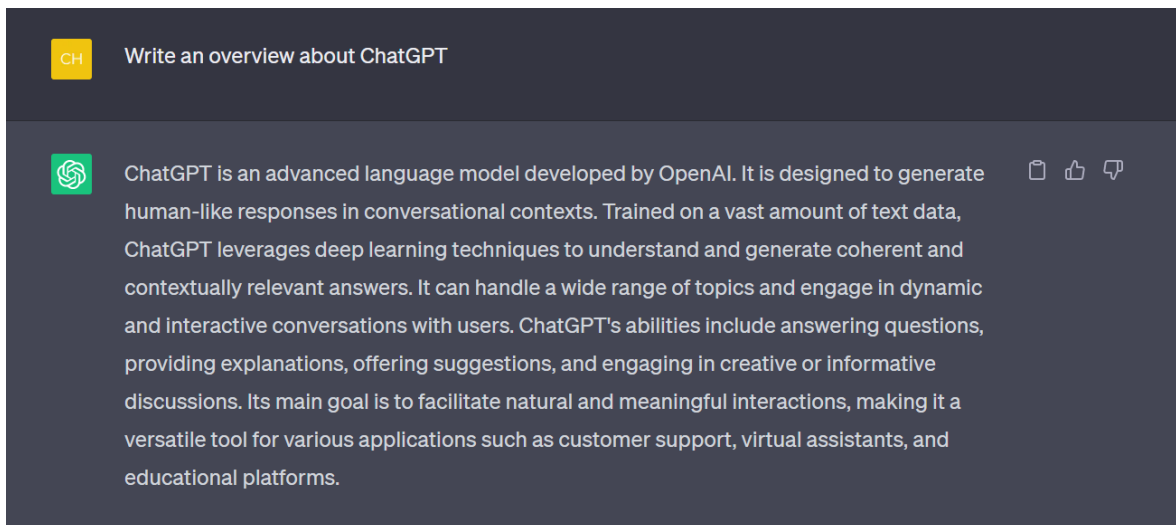 CH
Write an overview about ChatGPT
ChatGPT is an advanced language model developed by OpenAI. It is designed to generate
human-like responses in conversational contexts. Trained on a vast amount of text data,
ChatGPT leverages deep learning techniques to understand and generate coherent and
contextually relevant answers. It can handle a wide range of topics and engage in dynamic
and interactive conversations with users. ChatGPT's abilities include answering questions,
providing explanations, offering suggestions, and engaging in creative or informative
discussions. Its main goal is to facilitate natural and meaningful interactions, making it a
versatile tool for various applications such as customer support, virtual assistants, and
educational platforms.